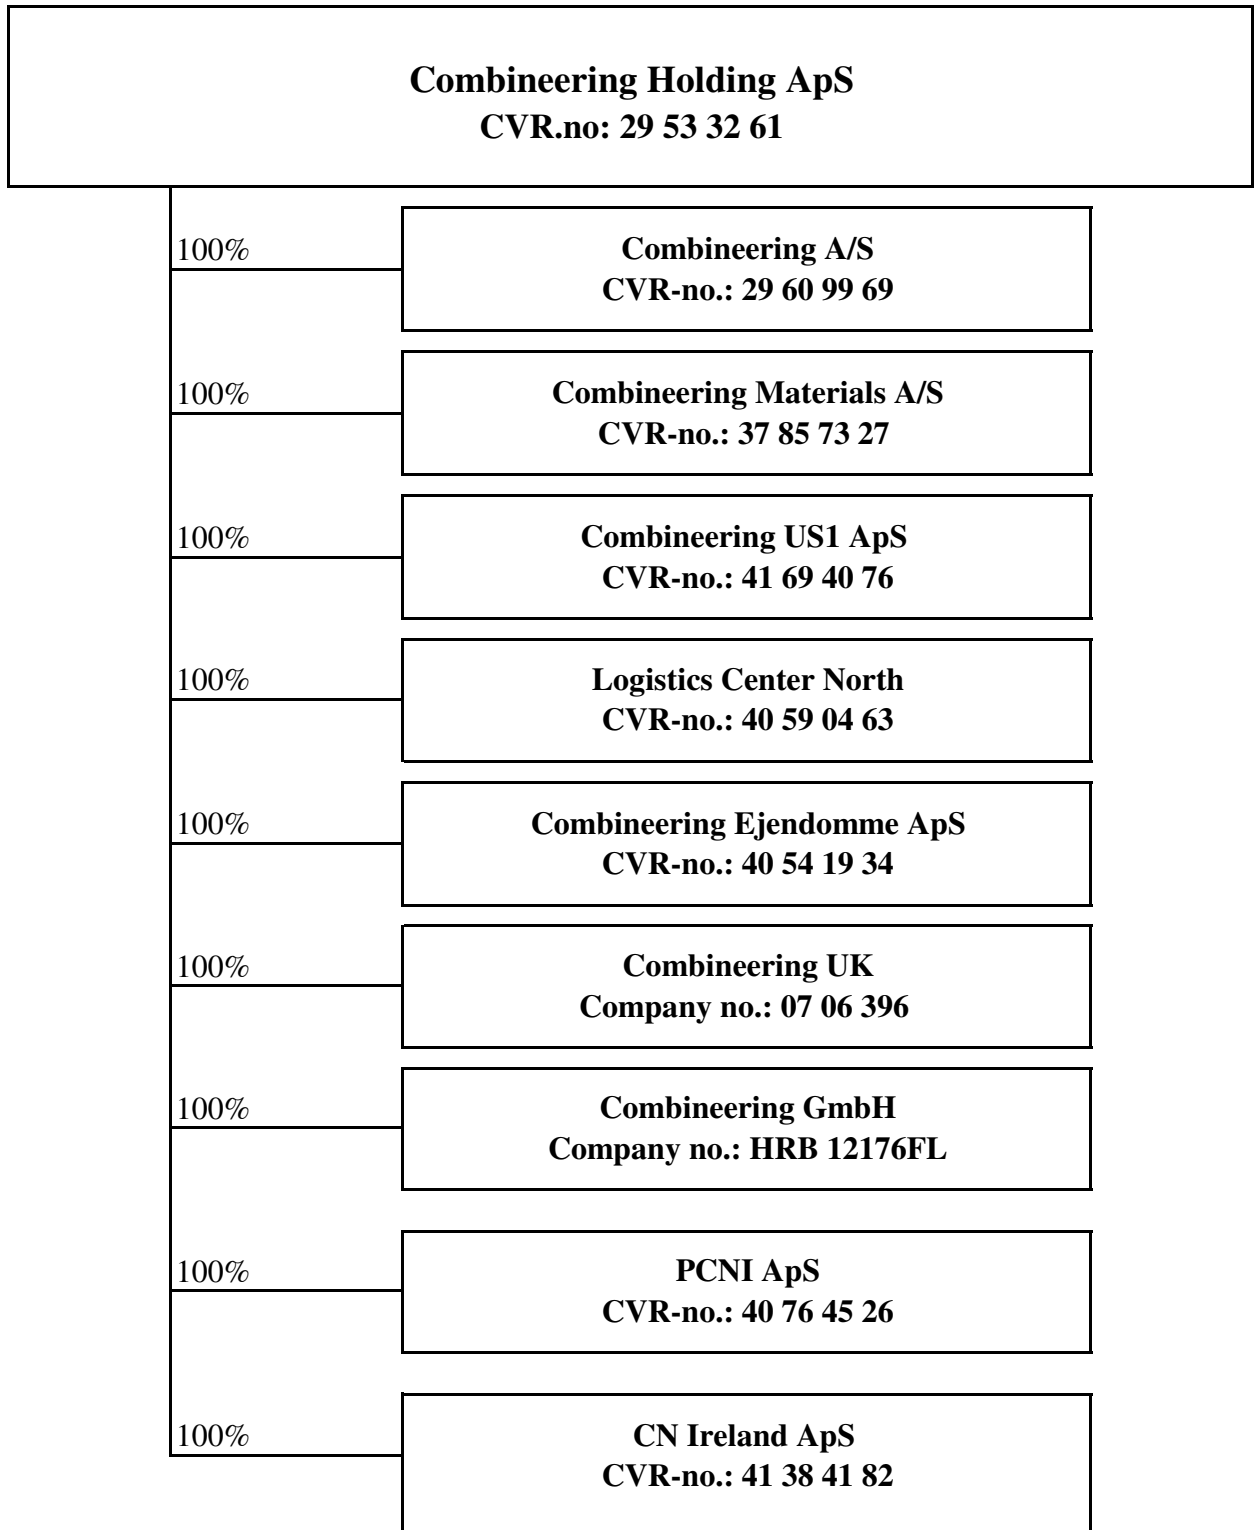 Combineering Holding ApS
CVR.no: 29 53 32 61
100%
Combineering A/S
CVR-no.: 29 60 99 69
100%
Combineering Materials A/S
CVR-no.: 37 85 73 27
100%
Combineering US1 ApS
CVR-no.: 41 69 40 76
100%
Logistics Center North
CVR-no.: 40 59 04 63
100%
Combineering Ejendomme ApS
CVR-no.: 40 54 19 34
100%
Combineering UK
Company no.: 07 06 396
100%
Combineering GmbH
Company no.: HRB 12176FL
100%
PCNI ApS
CVR-no.: 40 76 45 26
100%
CN Ireland ApS
CVR-no.: 41 38 41 82